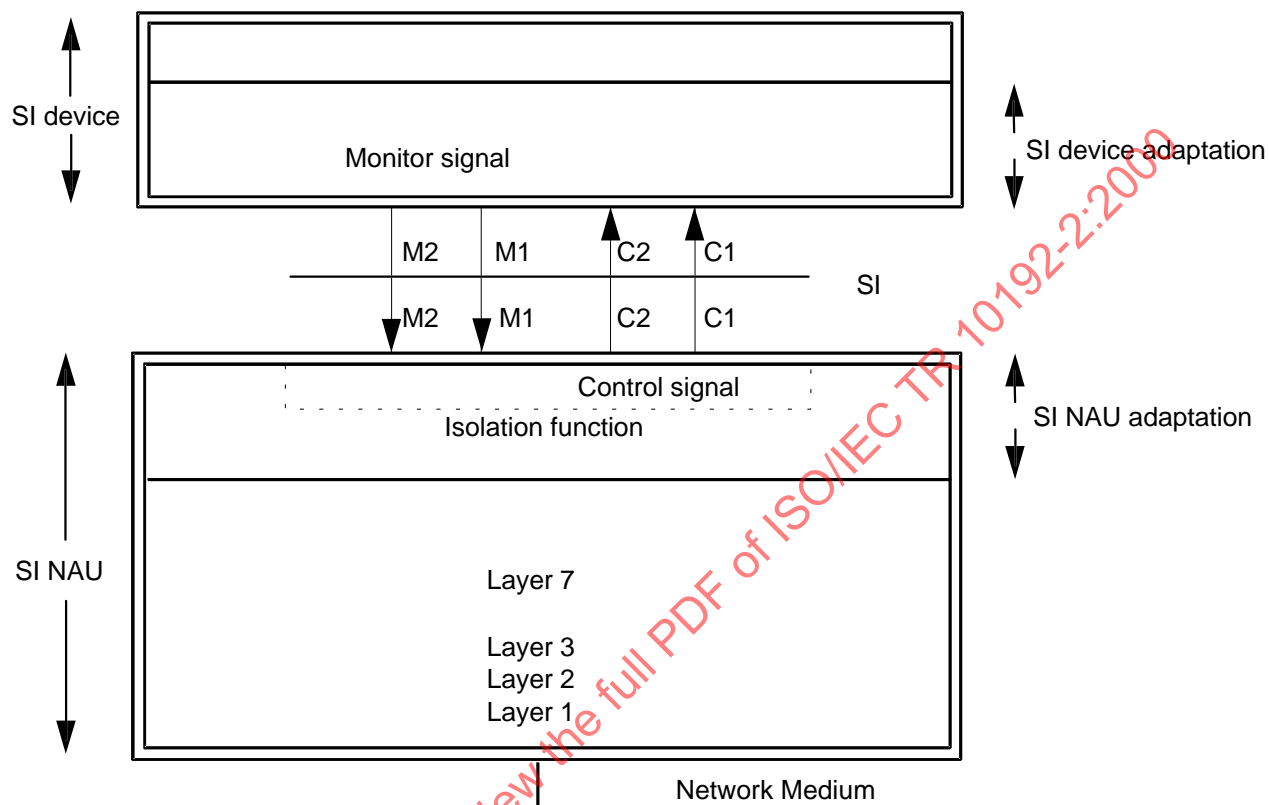 SI device
Monitor signal
SI device adaptation
M2 M1 C2 C1
SI
M2 M1 C2 C1
Control signal
Isolation function
SI NAU adaptation
SI NAU
Layer 7
Layer 3
Layer 2
Layer 1
Network Medium
view the full PDF of ISO/IEC TR 10192-2:2000